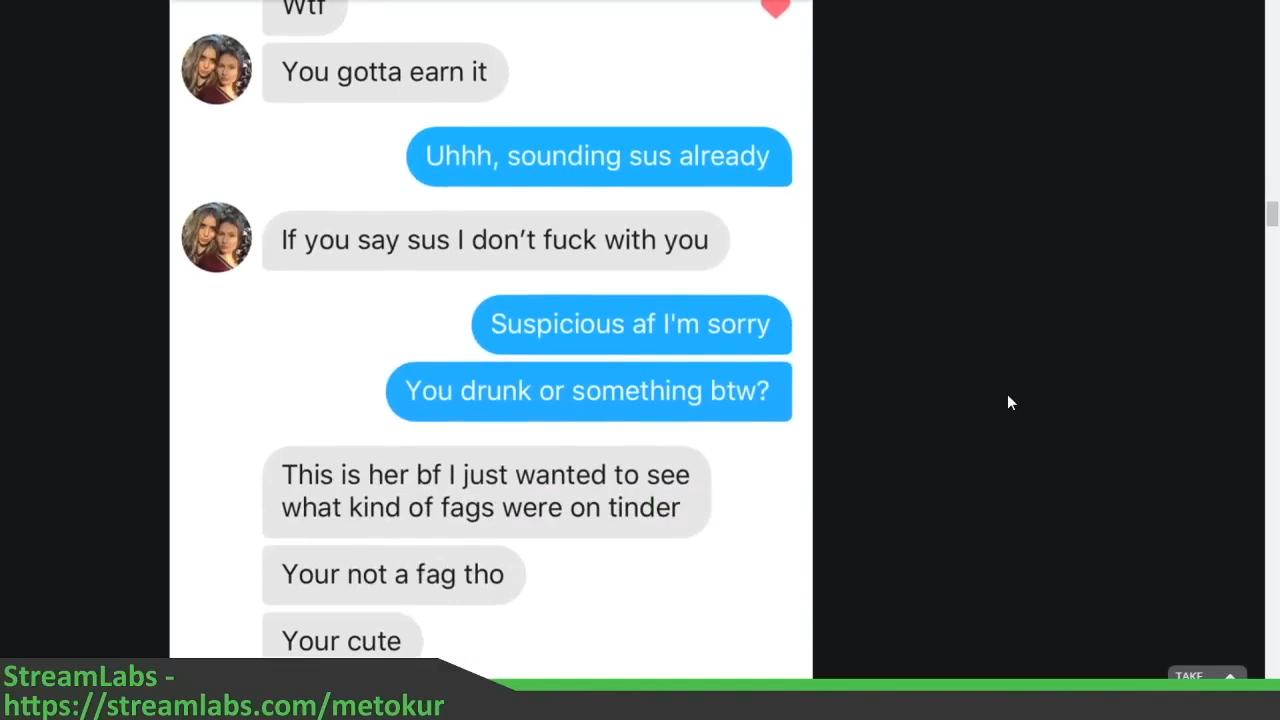 Wtf
You gotta earn it
Uhhh, sounding sus already
If you say sus I don’t fuck with you
Suspicious af I'm sorry
You drunk or something btw?
This is her bf I just wanted to see
what kind of fags were on tinder
Your not a fag tho
Your cute
TAKE
StreamLabs -
https://streamlabs.com/metokur